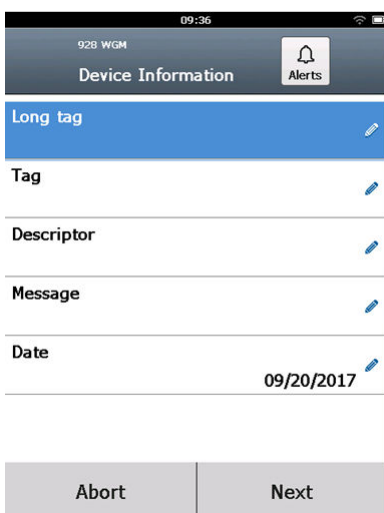 09:36
928 WGM
Device Information
Alerts
Long tag
Tag
Descriptor
Message
Date
09/20/2017
Abort
Next